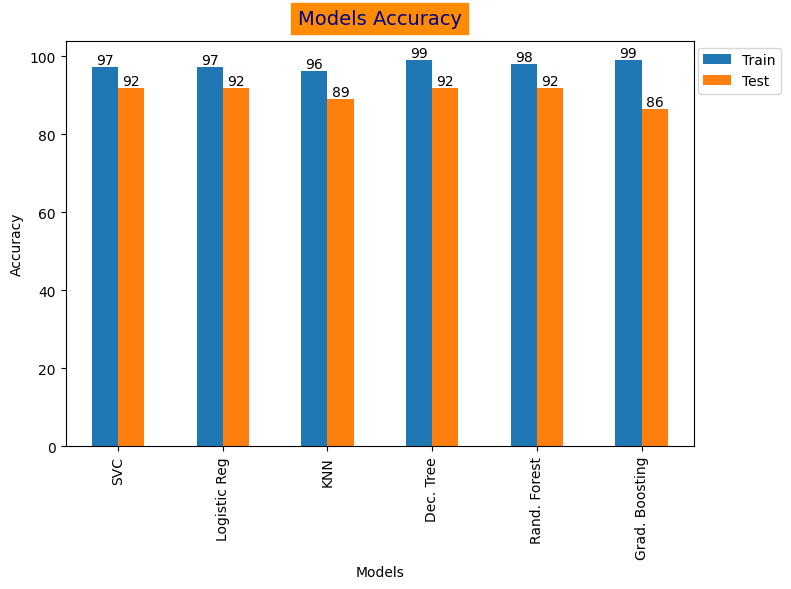 Models Accuracy
100
80
60
40
20
0
Accuracy
97
92
97
92
96
89
99
92
98
92
99
86
Train
Test
SVC
Logistic Reg
KNN
Dec. Tree
Rand. Forest
Grad. Boosting
Models